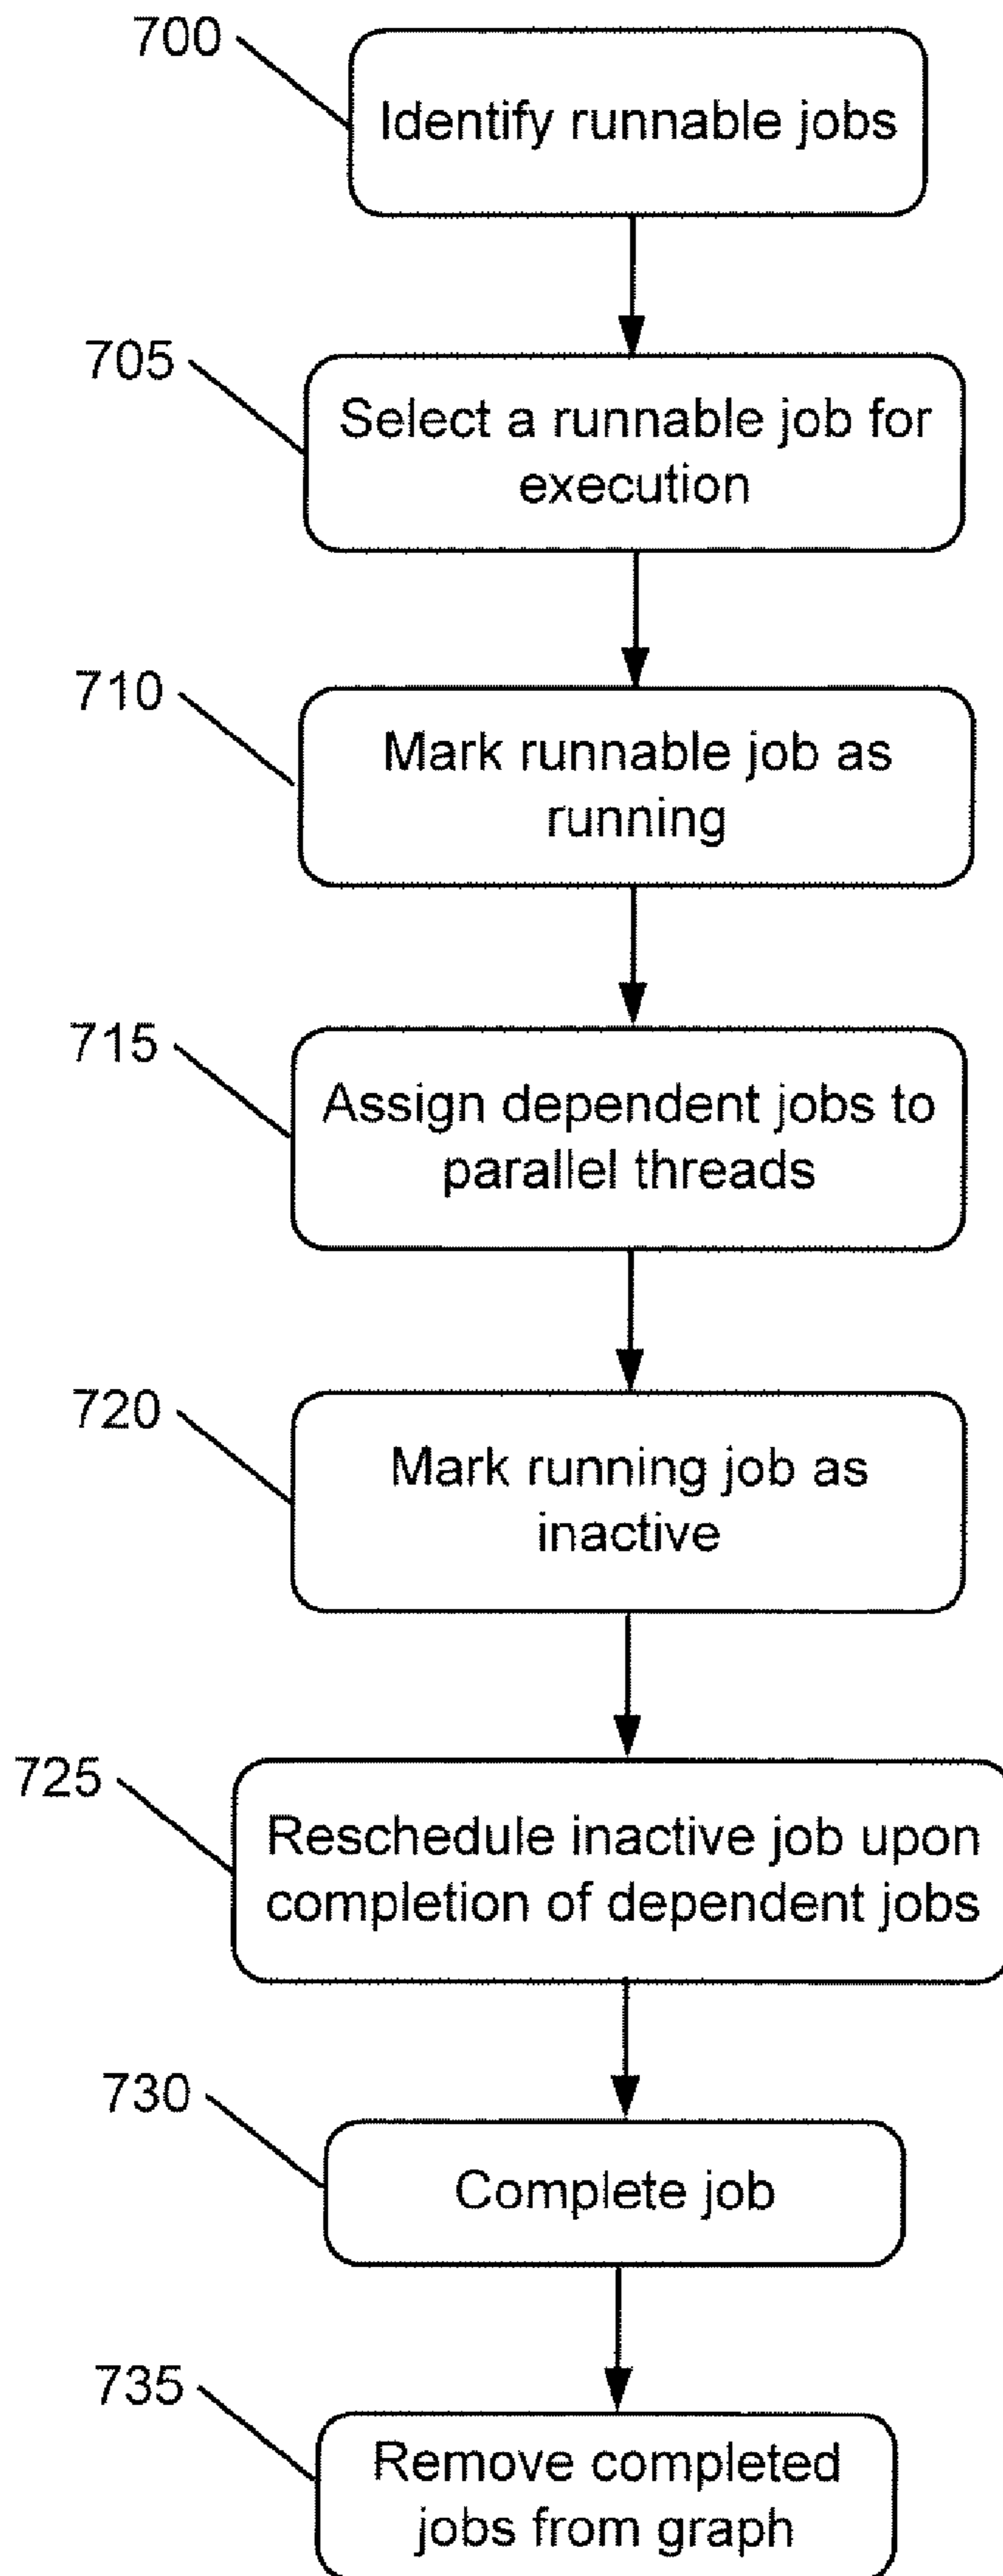 700
Identify runnable jobs
705
Select a runnable job for
execution
710
Mark runnable job as
running
715
Assign dependent jobs to
parallel threads
720
Mark running job as
inactive
725
Reschedule inactive job upon
completion of dependent jobs
730
Complete job
735
Remove completed
jobs from graph